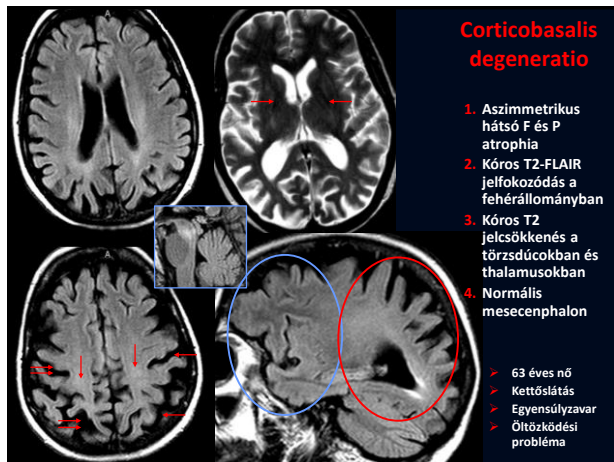 A
Corticobasalis
degeneratio
1. Aszimmetrikus
hátsó F és P
atrophia
2. Kóros T2-FLAIR
jelfokozódás a
fehérállományban
3. Kóros T2
jelcsökkenés a
törzsdúcokban és
thalamusokban
4. Normális
mesecenphalon
A
63 éves nő
Kettőslátás
Egyensúlyzavar
Öltözködési
probléma